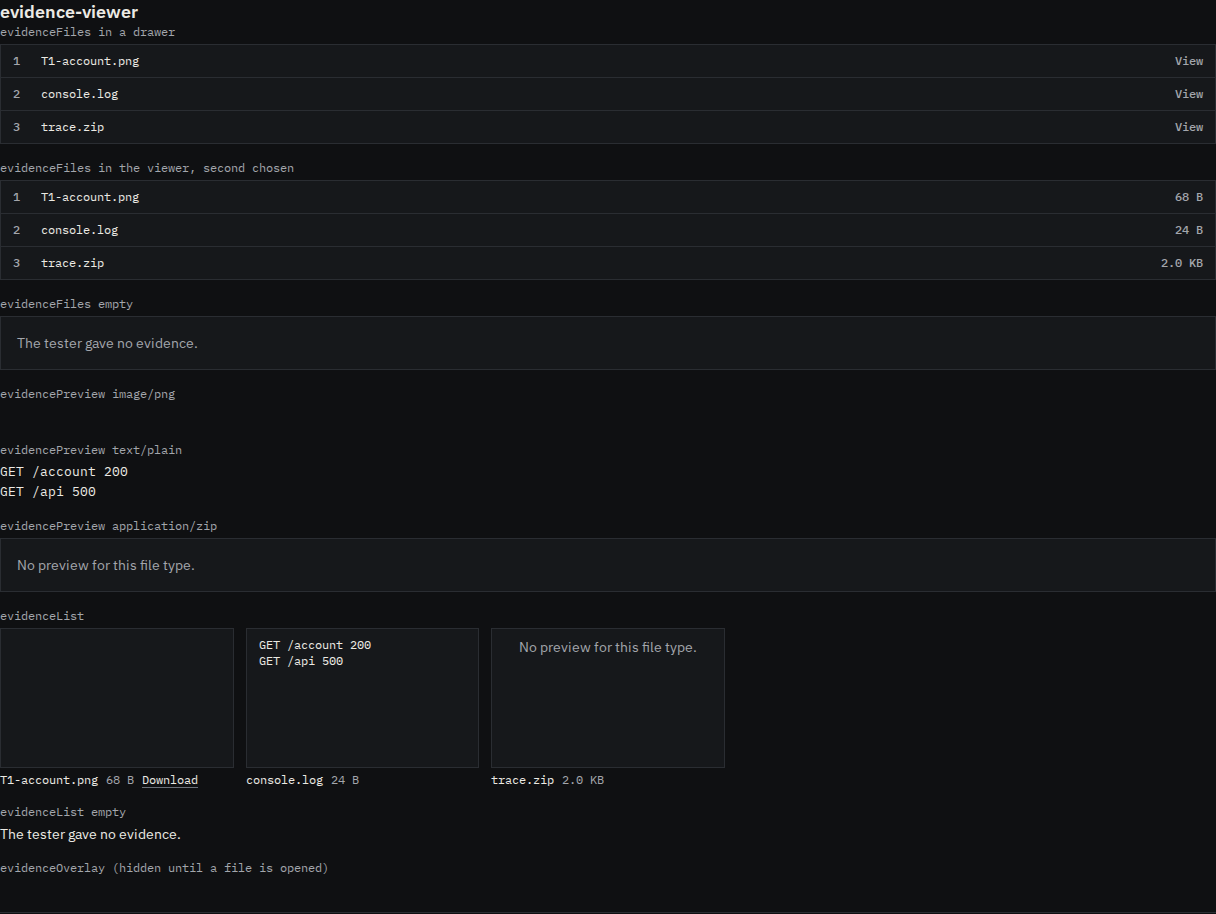 evidence-viewer
evidenceFiles in a drawer
1 T1-account.png View
2 console.log View
3 trace.zip View
evidenceFiles in the viewer, second chosen
1 T1-account.png 68 B
2 console.log 24 B
3 trace.zip 2.0 KB
evidenceFiles empty
The tester gave no evidence.
evidencePreview image/png
evidencePreview text/plain
GET /account 200
GET /api 500
evidencePreview application/zip
No preview for this file type.
evidenceList
GET /account 200
GET /api 500
No preview for this file type.
T1-account.png 68 B Download
console.log 24 B
trace.zip 2.0 KB
evidenceList empty
The tester gave no evidence.
evidenceOverlay (hidden until a file is opened)